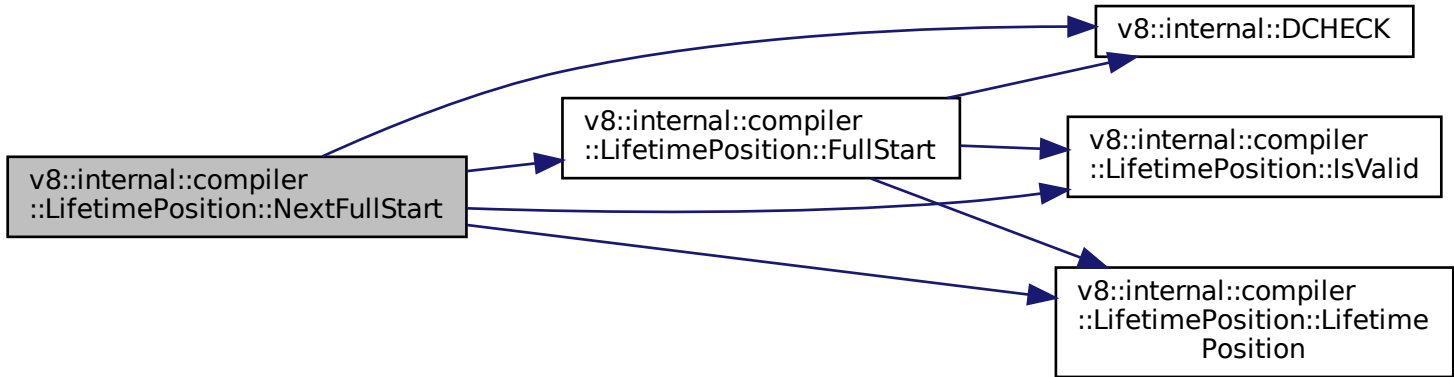 v8::internal::compiler
::LifetimePosition::NextFullStart
v8::internal::compiler
::LifetimePosition::FullStart
v8::internal::DCHECK
v8::internal::compiler
::LifetimePosition::IsValid
v8::internal::compiler
::LifetimePosition::Lifetime
Position